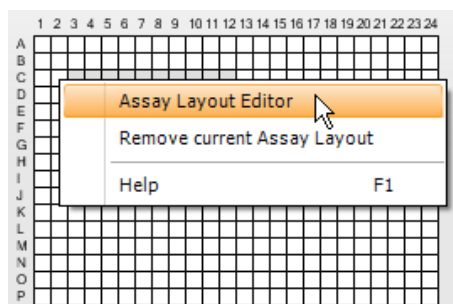 1 2 3 4 5 6 7 8 9 10 11 12 13 14 15 16 17 18 19 20 21 22 23 24
A
B
C
D
Assay Layout Editor
E
F
Remove current Assay Layout
G
H
I
Help F1
J
K
L
M
N
O
P